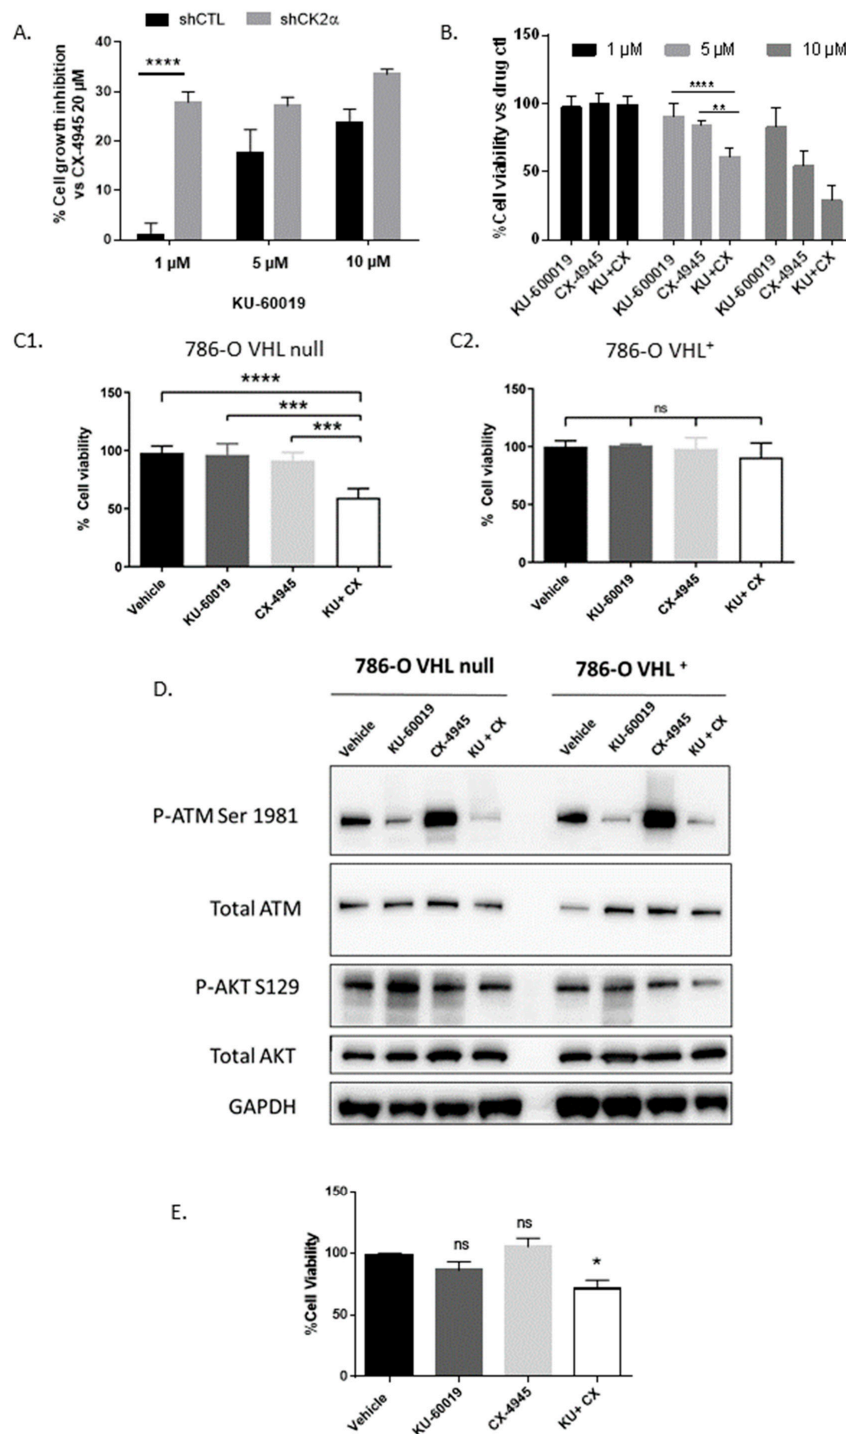 A.
shCTL shCK2α
% Cell growth inhibition
vs CX-4945 20 µM
40
30
20
10
0
****
1 µM 5 µM 10 µM
KU-60019
B.
%Cell viability vs drug ctl
1 µM 5 µM 10 µM
150
100
50
0
****
**
KU-600019 CX-4945 KU+CX KU-600019 CX-4945 KU+CX KU-600019 CX-4945 KU+CX
C1.
786-O VHL null
% Cell viability
150
100
50
0
****
***
***
Vehicle KU-60019 CX-4945 KU+ CX
C2.
786-O VHL+
% Cell viability
150
100
50
0
ns
Vehicle KU-60019 CX-4945 KU+ CX
D.
786-O VHL null 786-O VHL +
Vehicle KU-60019 CX-4945 KU + CX Vehicle KU-60019 CX-4945 KU + CX
P-ATM Ser 1981
Total ATM
P-AKT S129
Total AKT
GAPDH
E.
%Cell Viability
150
100
50
0
ns
ns
*
Vehicle KU-60019 CX-4945 KU+ CX